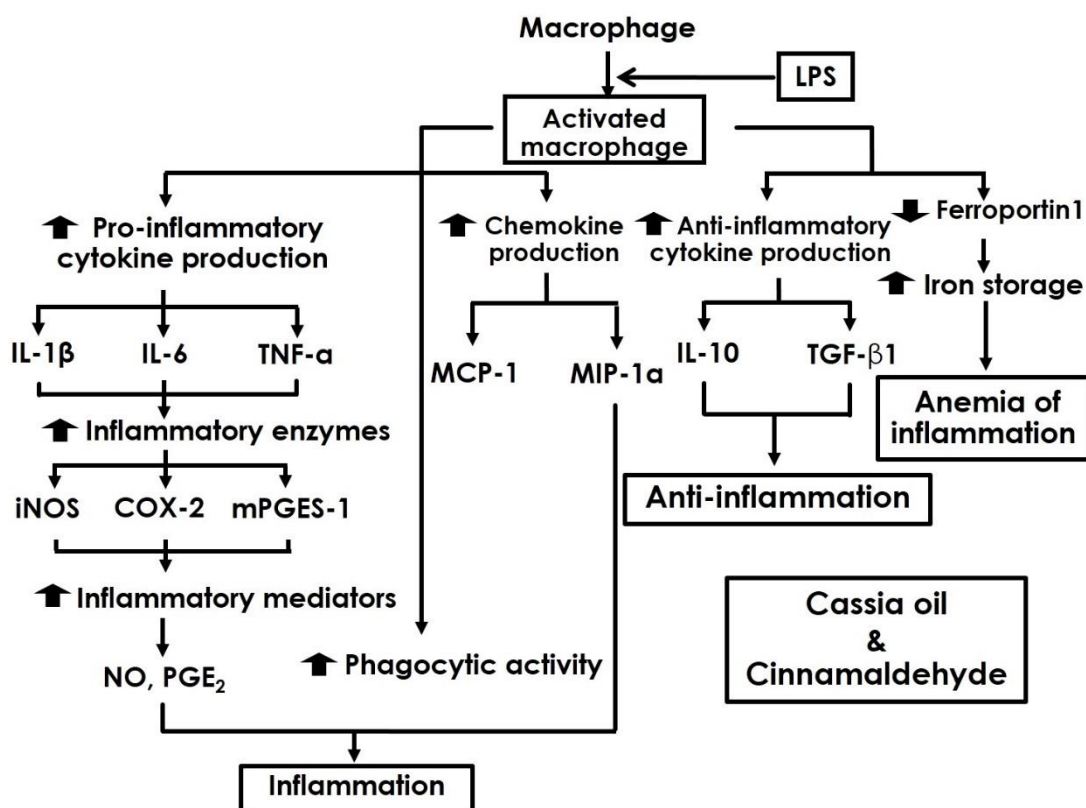 Macrophage
LPS
Activated
macrophage
Pro-inflammatory
cytokine production
Chemokine
production
Anti-inflammatory
cytokine production
Ferroportin1
Iron storage
IL-1β
IL-6
TNF-a
MCP-1
MIP-1a
IL-10
TGF-β1
Anemia of
inflammation
Inflammatory enzymes
iNOS
COX-2
mPGES-1
Anti-inflammation
Inflammatory mediators
Phagocytic activity
NO, PGE₂
Cassia oil
&
Cinnamaldehyde
Inflammation